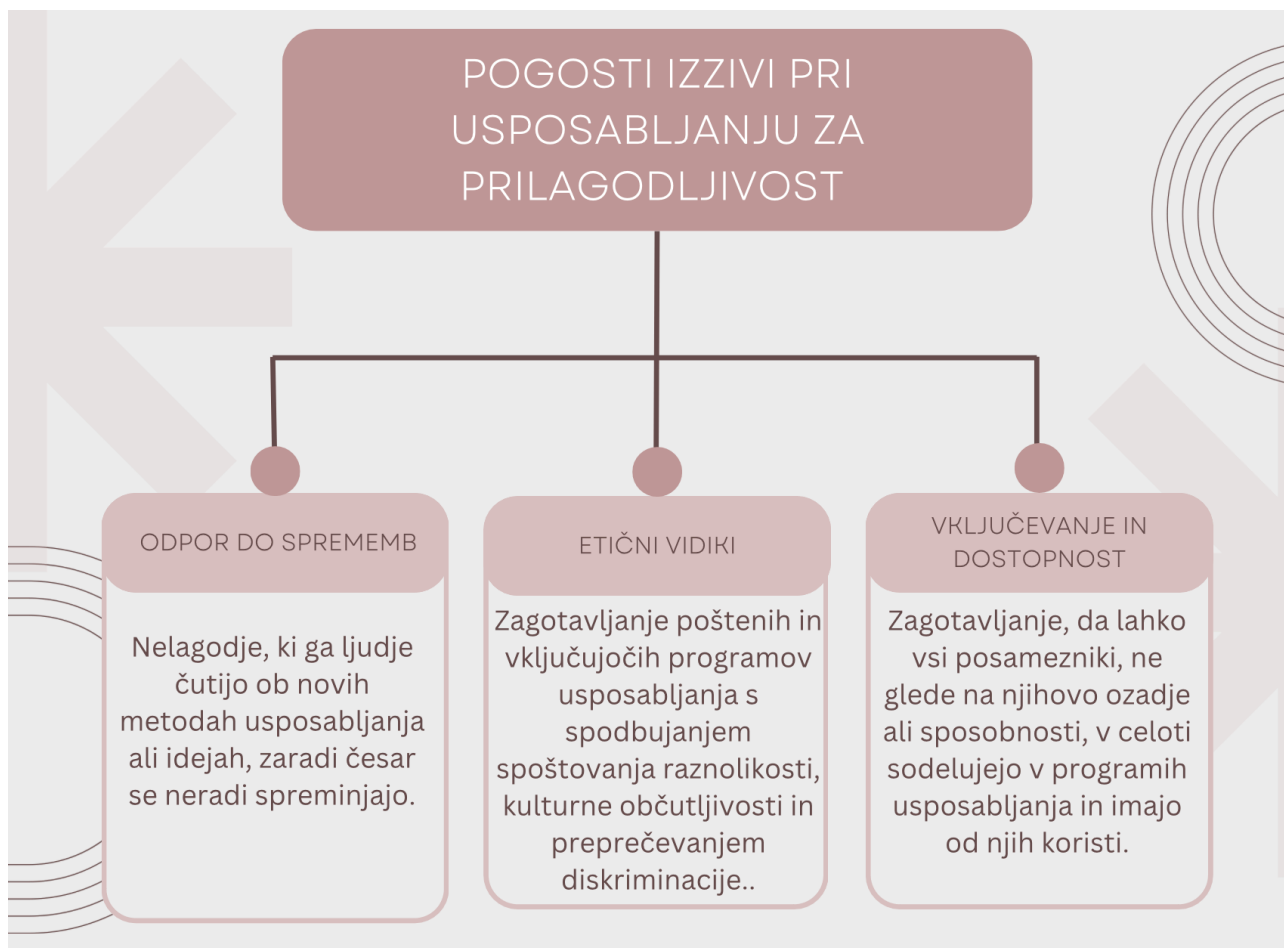 POGOSTI IZZIVI PRI
USPOSABLJANJU ZA
PRILAGODLJIVOST
ODPOR DO SPREMEMB
Nelagodje, ki ga ljudje
čutijo ob novih
metodah usposabljanja
ali idejah, zaradi česar
se neradi spreminjajo.
ETIČNI VIDIKI
Zagotavljanje poštenih in
vključujočih programov
usposabljanja s
spodbujanjem
spoštovanja raznolikosti,
kulturne občutljivosti in
preprečevanjem
diskriminacije..
VKLJUČEVANJE IN
DOSTOPNOST
Zagotavljanje, da lahko
vsi posamezniki, ne
glede na njihovo ozadje
ali sposobnosti, v celoti
sodelujejo v programih
usposabljanja in imajo
od njih koristi.